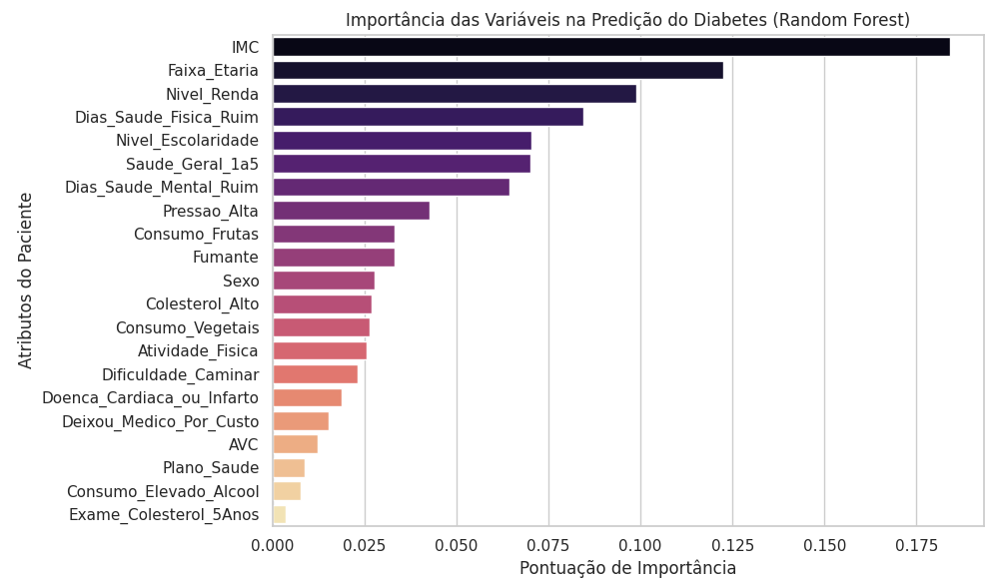 Importância das Variáveis na Predição do Diabetes (Random Forest)
IMC
Faixa_Etaria
Nivel_Renda
Dias_Saude_Fisica_Ruim
Nivel_Escolaridade
Saude_Geral_1a5
Dias_Saude_Mental_Ruim
Pressao_Alta
Consumo_Frutas
Fumante
Sexo
Colesterol_Alto
Consumo_Vegetais
Atividade_Fisica
Dificuldade_Caminar
Doenca_Cardiaca_ou_Infarto
Deixou_Medico_Por_Custo
AVC
Plano_Saude
Consumo_Elevado_Alcool
Exame_Colesterol_5Anos
Atributos do Paciente
0.000 0.025 0.050 0.075 0.100 0.125 0.150 0.175
Pontuação de Importância